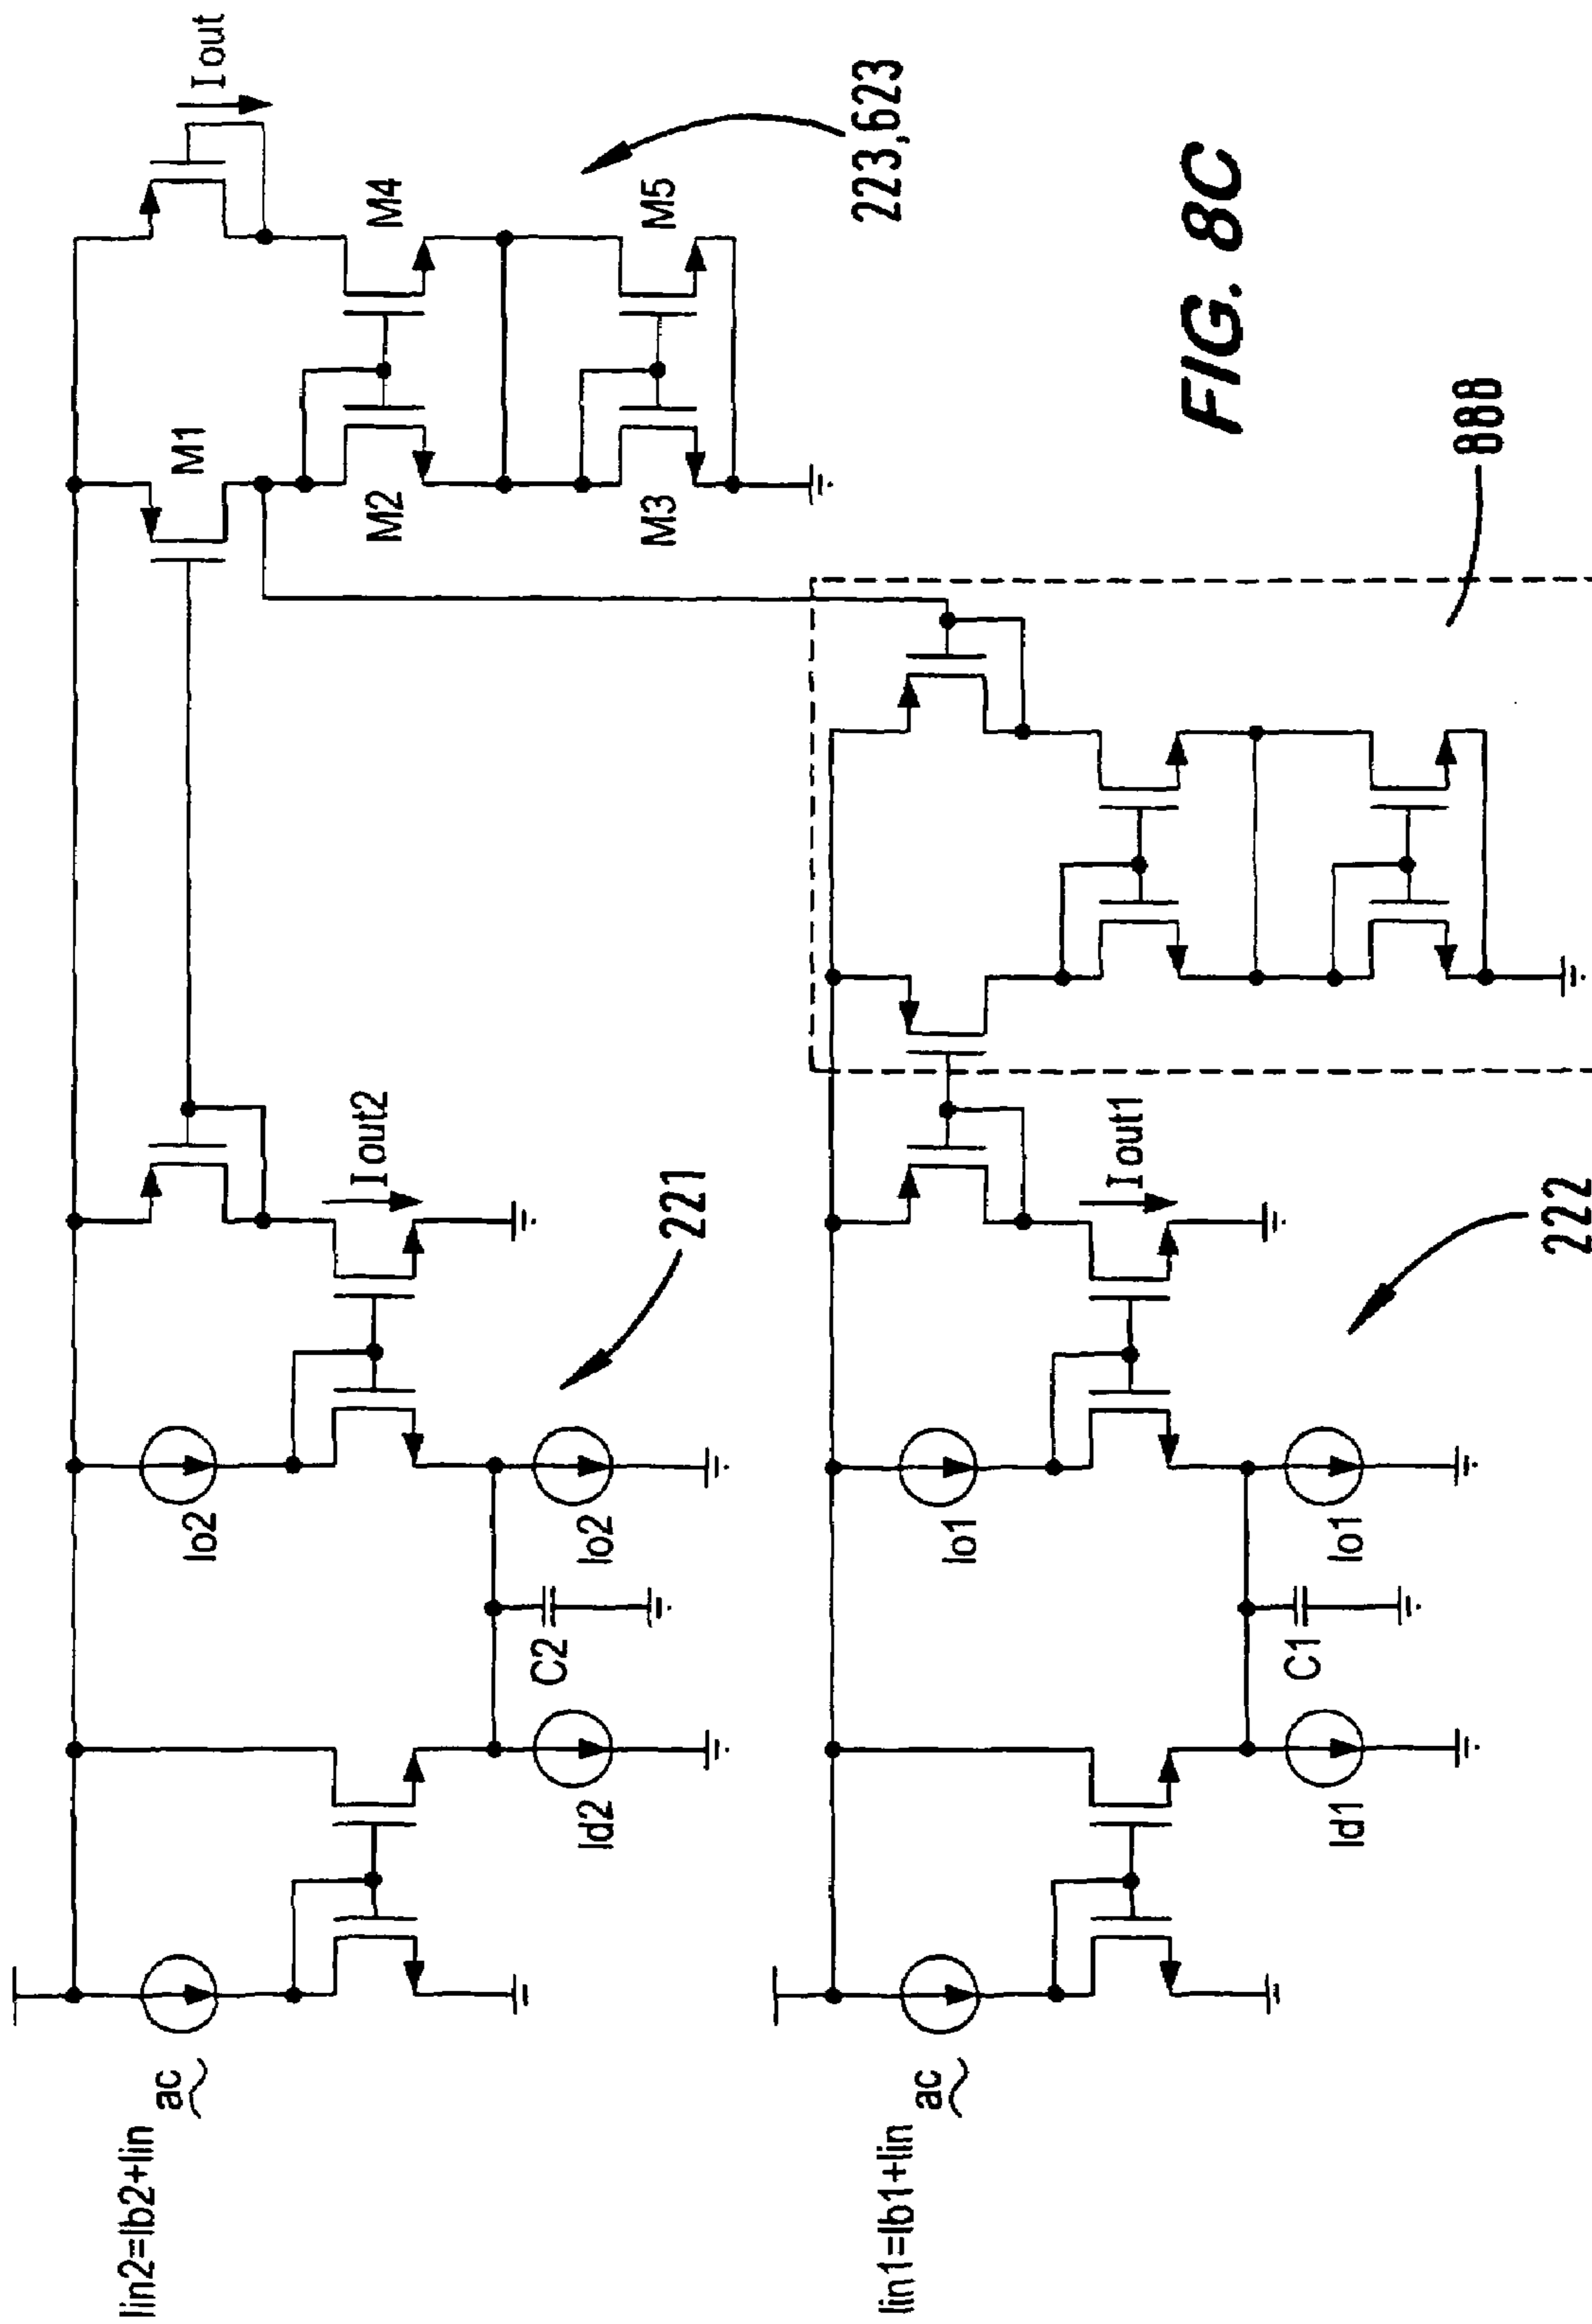 Iin2=Ib2+Iin
ac
Io2
Iout2
M1
Iout
M2
M4
Id2
C2
Io2
221
M3
M5
223,623
Iin1=Ib1+Iin
ac
Io1
Iout1
Id1
C1
Io1
222
888
FIG. 8C